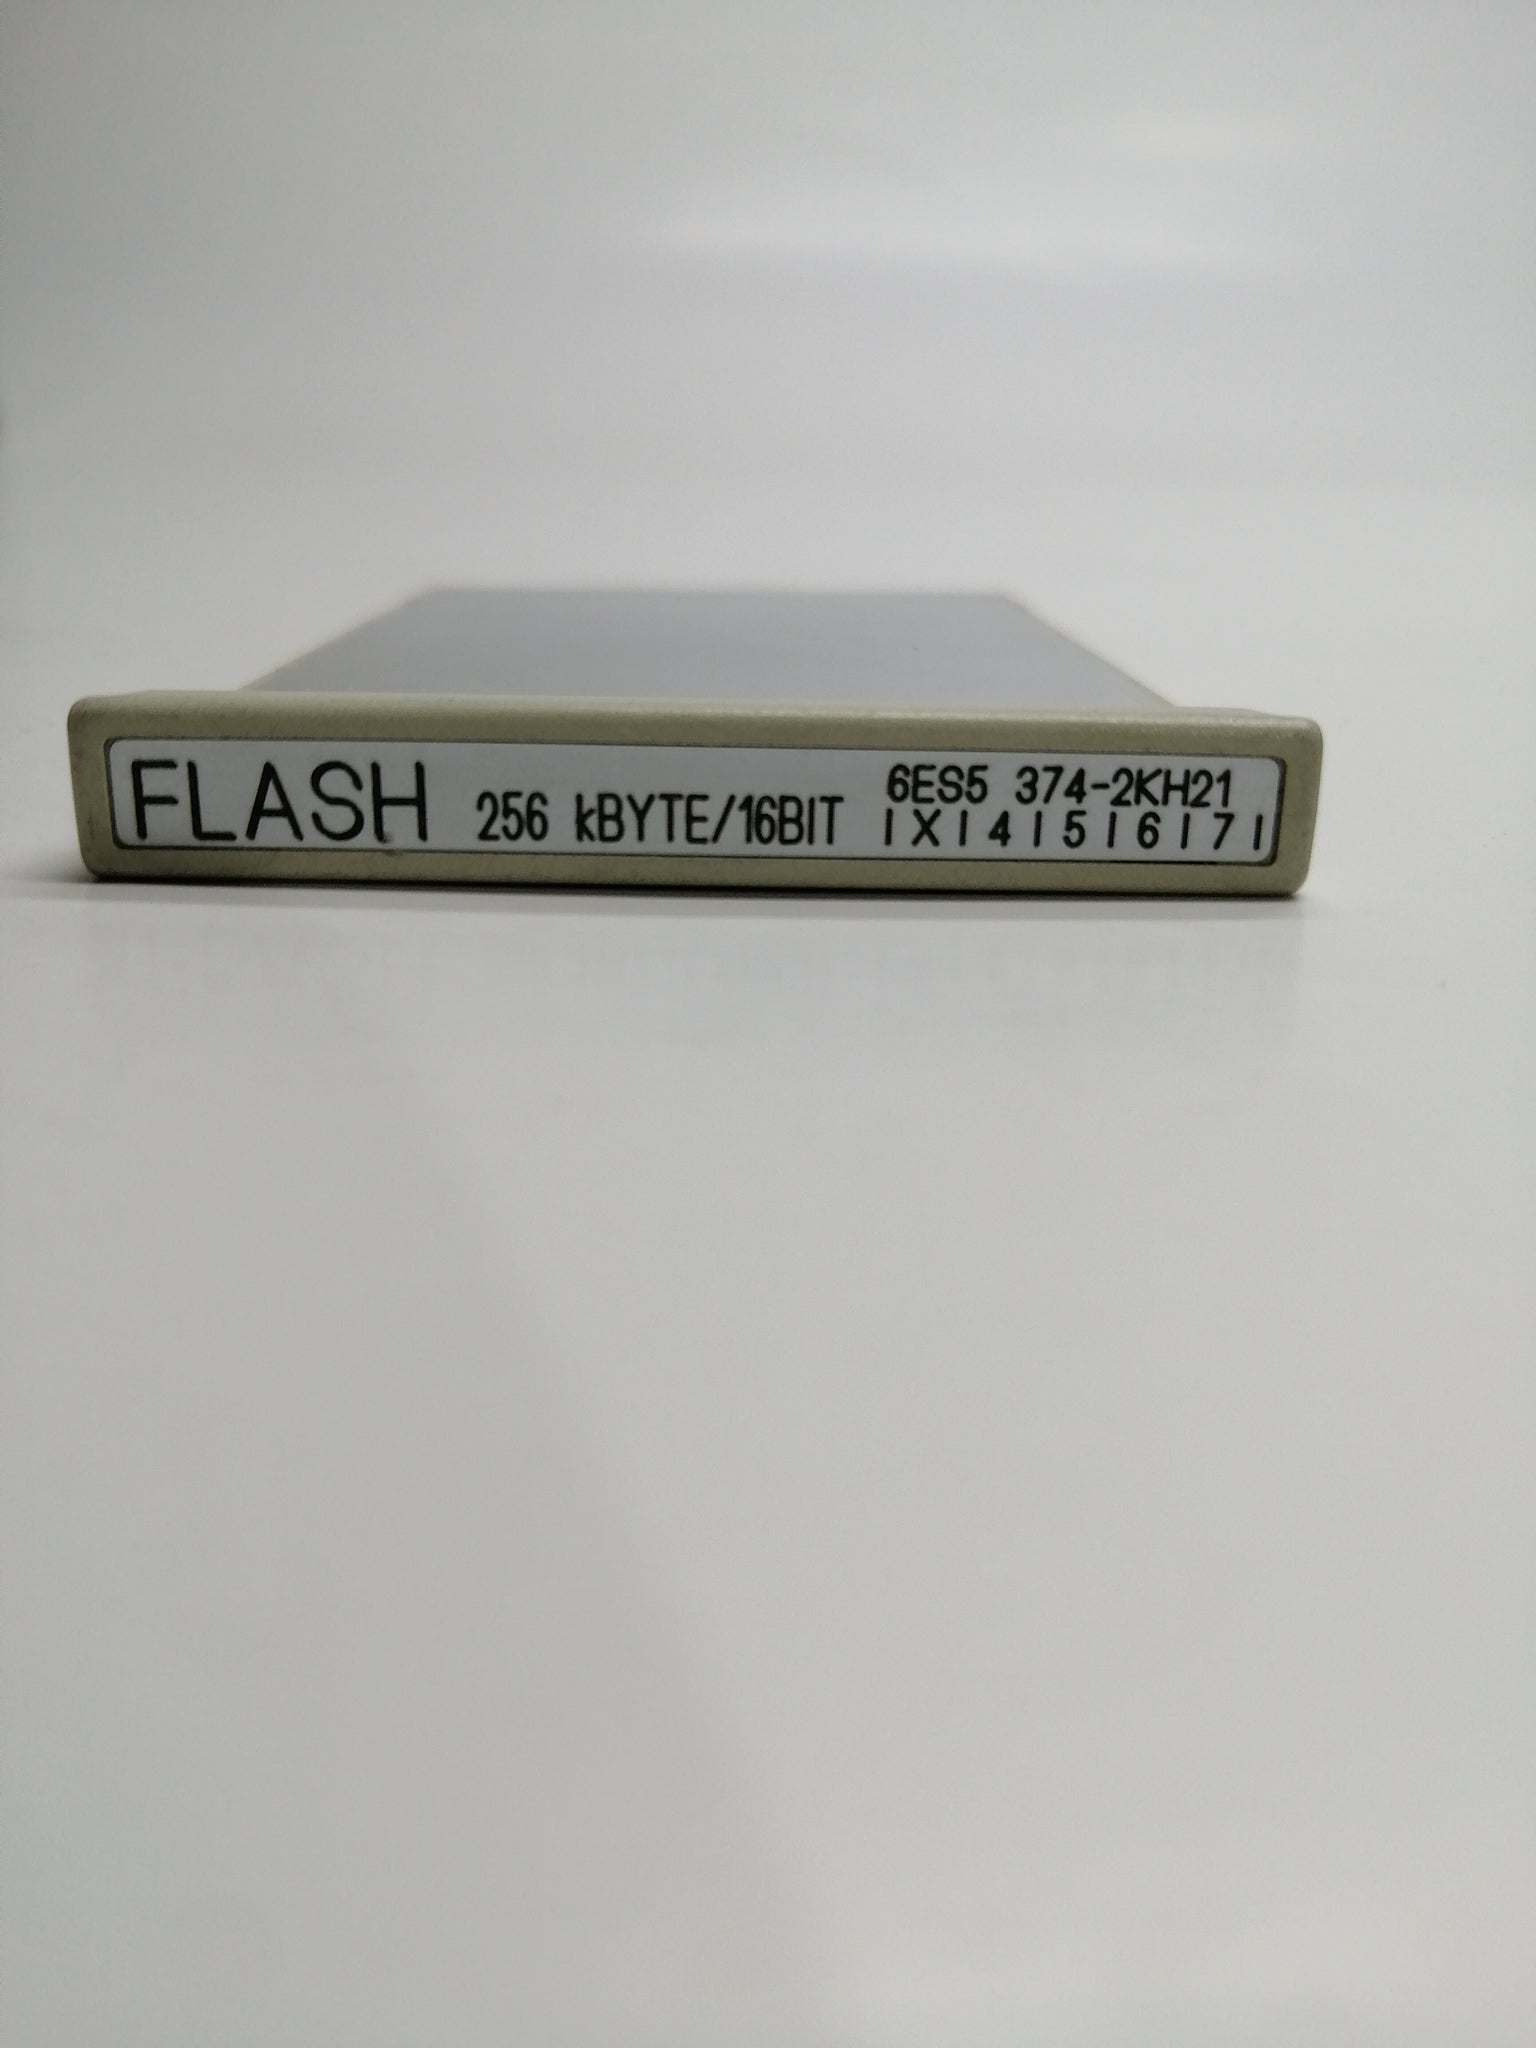 FLASH 256 kBYTE/16BIT 6ES5 374-2KH21
| X | 4 | 5 | 6 | 7 |